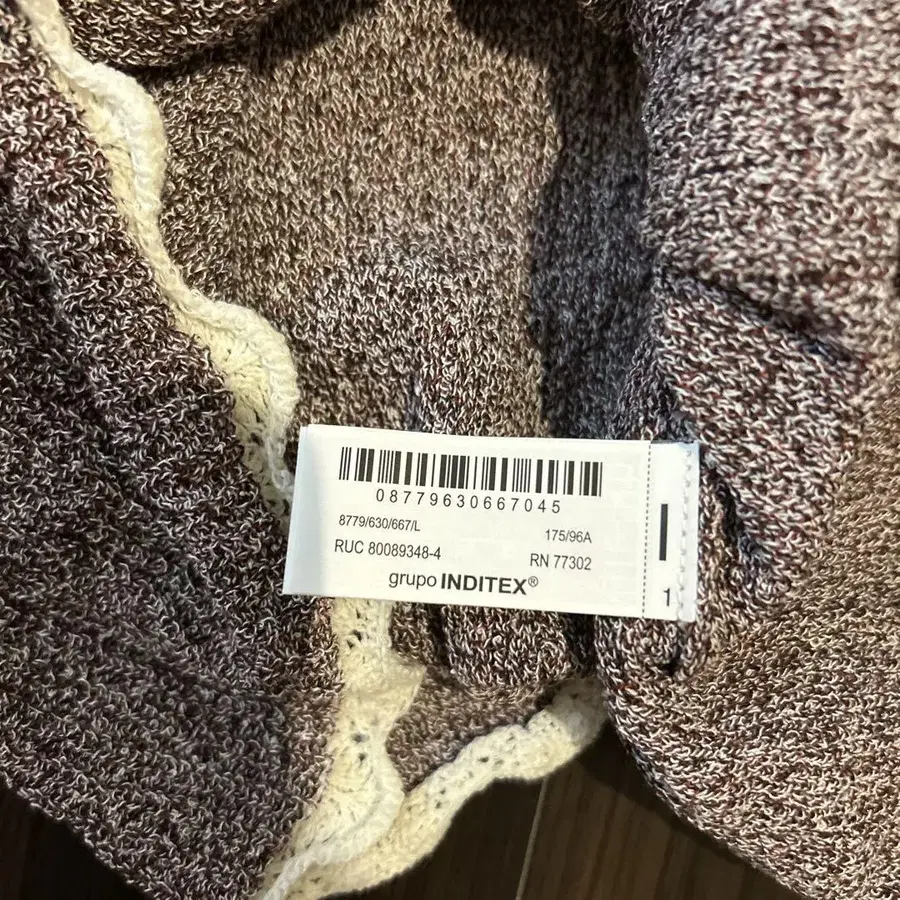 08779630667045
8779/630/667/L
175/96A
RUC 80089348-4
RN 77302
grupo INDITEX®
1